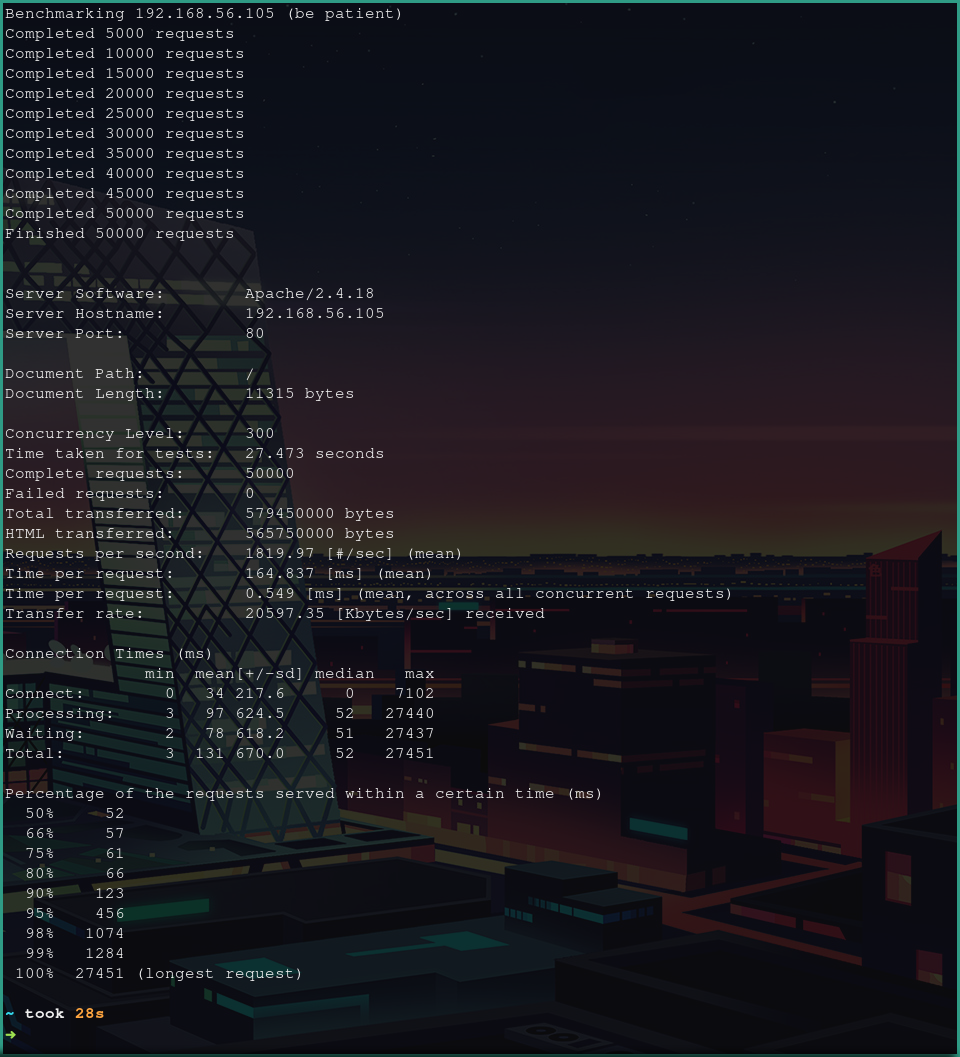 Benchmarking 192.168.56.105 (be patient)
Completed 5000 requests
Completed 10000 requests
Completed 15000 requests
Completed 20000 requests
Completed 25000 requests
Completed 30000 requests
Completed 35000 requests
Completed 40000 requests
Completed 45000 requests
Completed 50000 requests
Finished 50000 requests
Server Software:        Apache/2.4.18
Server Hostname:        192.168.56.105
Server Port:            80
Document Path:          /
Document Length:        11315 bytes
Concurrency Level:      300
Time taken for tests:   27.473 seconds
Complete requests:      50000
Failed requests:        0
Total transferred:      579450000 bytes
HTML transferred:       565750000 bytes
Requests per second:    1819.97 [#/sec] (mean)
Time per request:       164.837 [ms] (mean)
Time per request:       0.549 [ms] (mean, across all concurrent requests)
Transfer rate:          20597.35 [Kbytes/sec] received
Connection Times (ms)
              min  mean[+/-sd] median   max
Connect:        0   34 217.6      0    7102
Processing:     3   97 624.5     52   27440
Waiting:        2   78 618.2     51   27437
Total:          3  131 670.0     52   27451
Percentage of the requests served within a certain time (ms)
  50%     52
  66%     57
  75%     61
  80%     66
  90%    123
  95%    456
  98%   1074
  99%   1284
 100%  27451 (longest request)
~ took 28s
➜